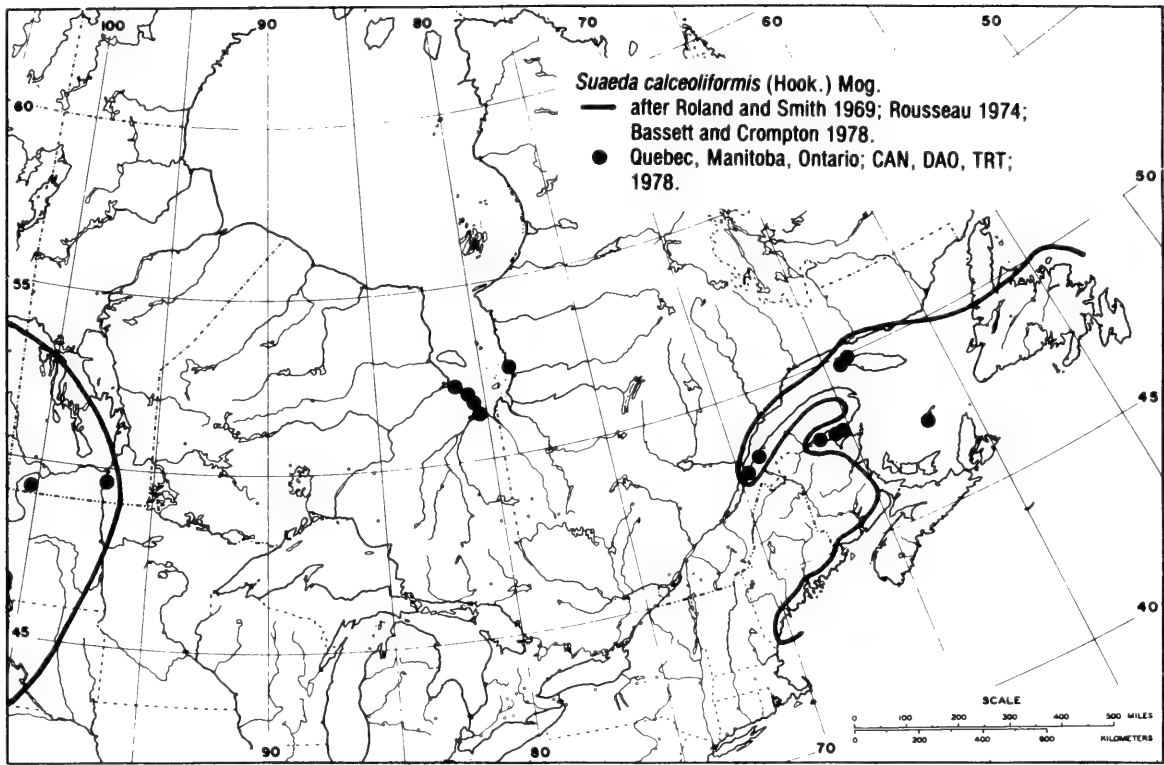 100 90 80 70 60 50
Suaeda calceoliformis (Hook.) Mog.
after Roland and Smith 1969; Rousseau 1974;
Bassett and Crompton 1978.
Quebec, Manitoba, Ontario; CAN, DAO, TRT;
1978.
60
50
55
45
40
45
SCALE
0 100 200 300 400 500 MILES
0 200 400 600 KILOMETERS
90 80 70